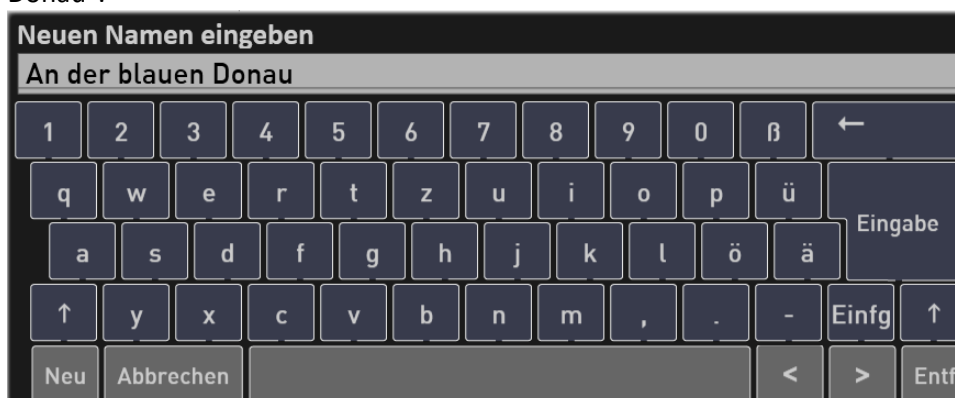 Neuen Namen eingeben
An der blauen Donau
1 2 3 4 5 6 7 8 9 0 ß ←
q w e r t z u i o p ü Eingabe
a s d f g h j k l ö ä
↑ y x c v b n m , . - Einfg ↑
Neu Abbrechen < > Entf